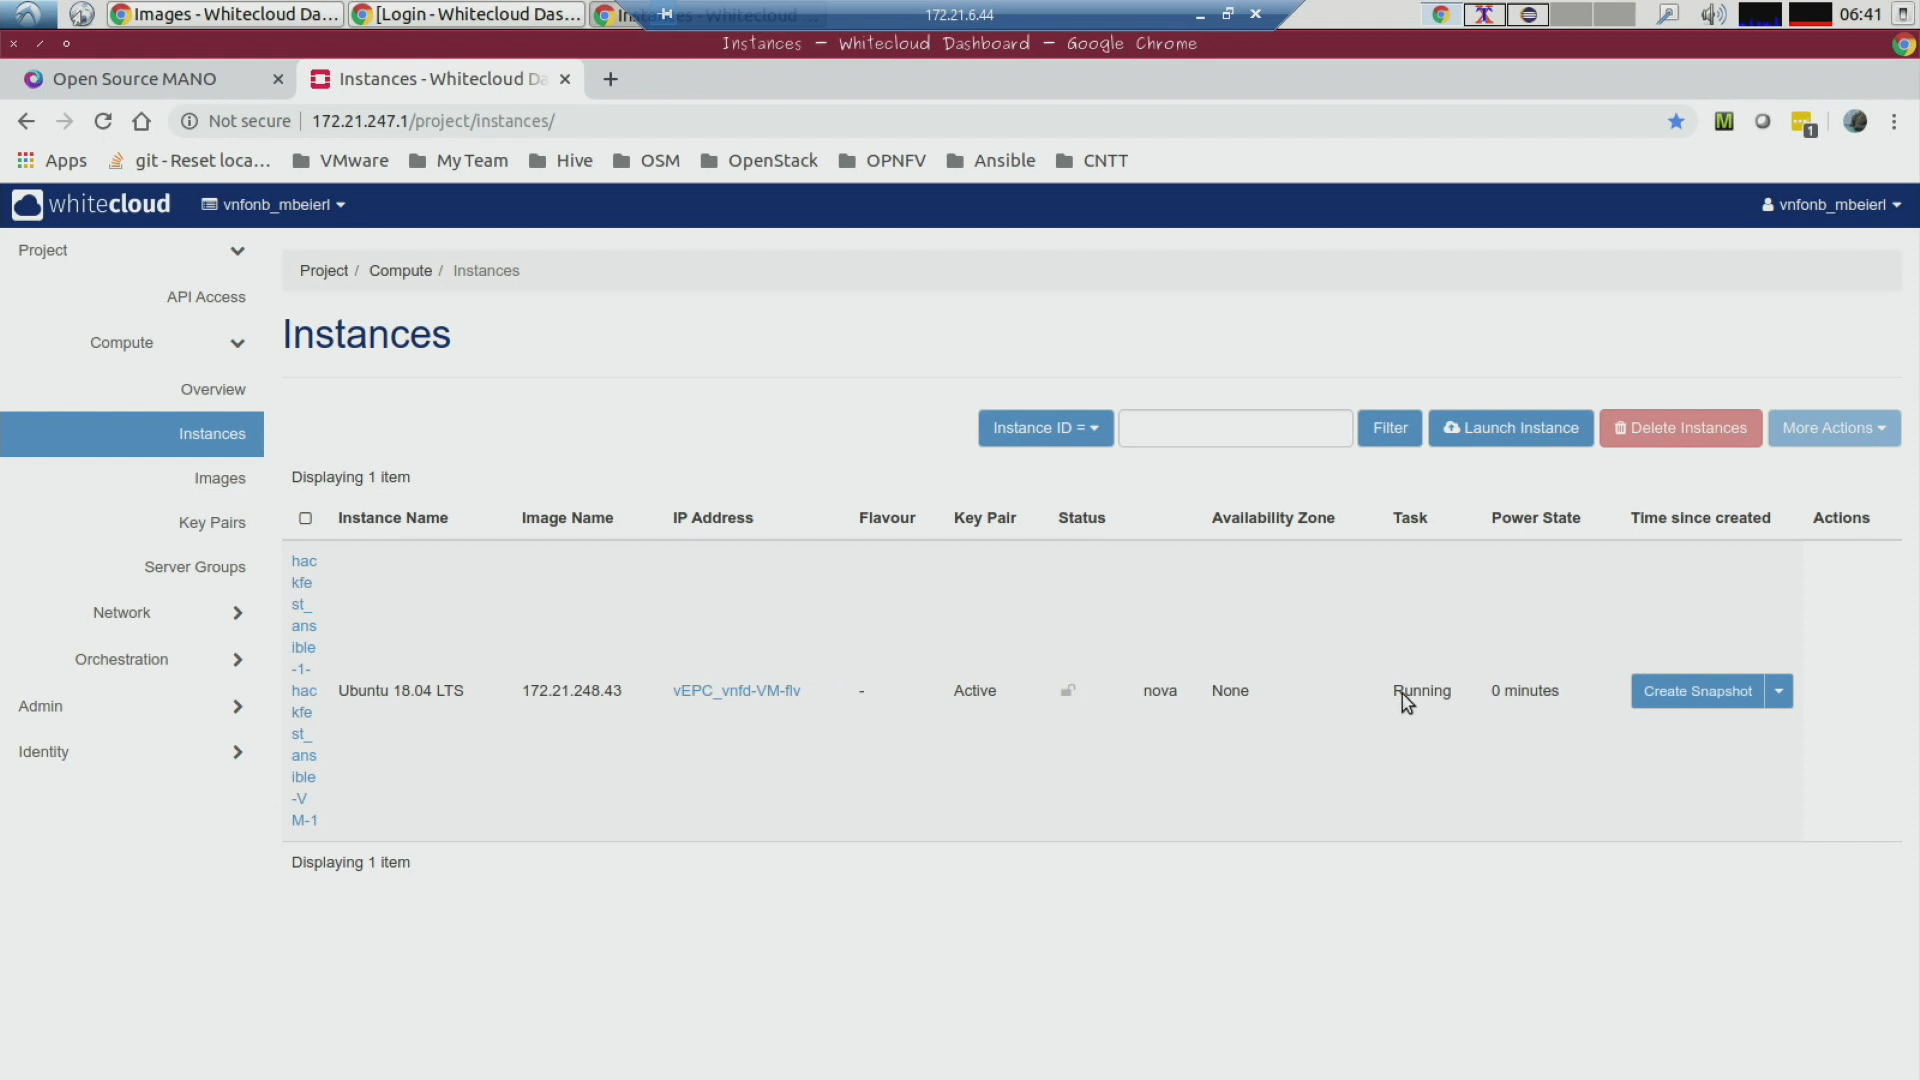 Images - Whitecloud Da...
[Login - Whitecloud Das...
Instances - Whitecloud ...
172.21.6.44
06:41
Instances — Whitecloud Dashboard — Google Chrome
Open Source MANO
Instances - Whitecloud Da
Not secure
172.21.247.1/project/instances/
1
Apps
git - Reset loca...
VMware
My Team
Hive
OSM
OpenStack
OPNFV
Ansible
CNTT
whitecloud
vnfonb_mbeierl
vnfonb_mbeierl
Project
API Access
Compute
Overview
Instances
Images
Key Pairs
Server Groups
Network
Orchestration
Admin
Identity
Project / Compute / Instances
Instances
Instance ID =
Filter
Launch Instance
Delete Instances
More Actions
Displaying 1 item
Instance Name
Image Name
IP Address
Flavour
Key Pair
Status
Availability Zone
Task
Power State
Time since created
Actions
hac
kfe
st_
ans
ible
-1-
hac
kfe
st_
ans
ible
-V
M-1
Ubuntu 18.04 LTS
172.21.248.43
vEPC_vnfd-VM-flv
-
Active
nova
None
Running
0 minutes
Create Snapshot
Displaying 1 item